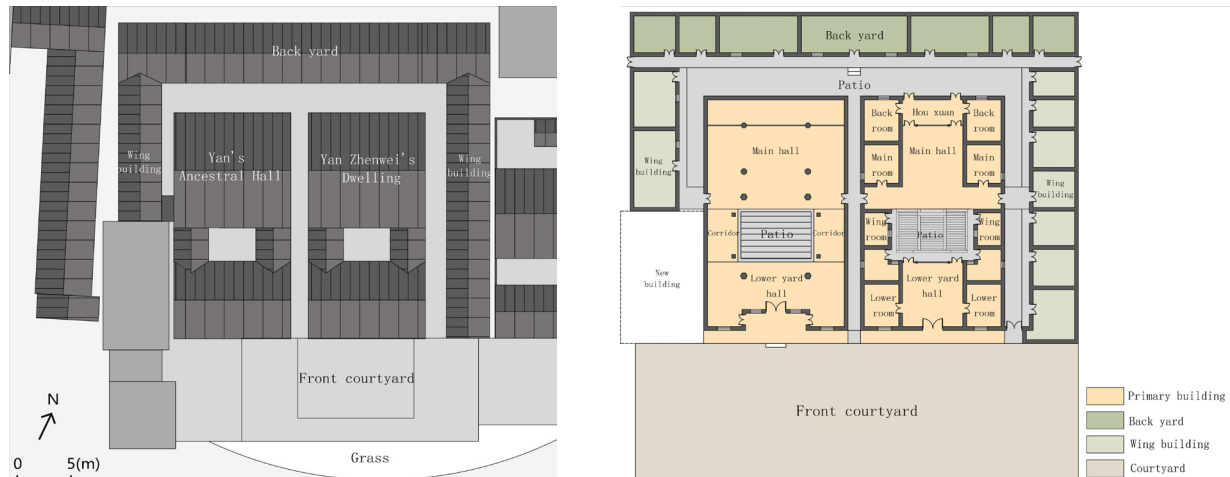 Back yard
Wing
building
Yan's
Ancestral Hall
Yan Zhenwei's
Dwelling
Wing
building
Front courtyard
N
0 5(m)
Grass
Back yard
Patio
Wing
building
Main hall
Back
room
Hou xuan
Back
room
Main
room
Main hall
Main
room
Wing
building
Corridor
Patio
Corridor
Wing
room
Patio
Wing
room
New
building
Lower yard
hall
Lower yard
hall
Lower
room
Lower
room
Front courtyard
Primary building
Back yard
Wing building
Courtyard